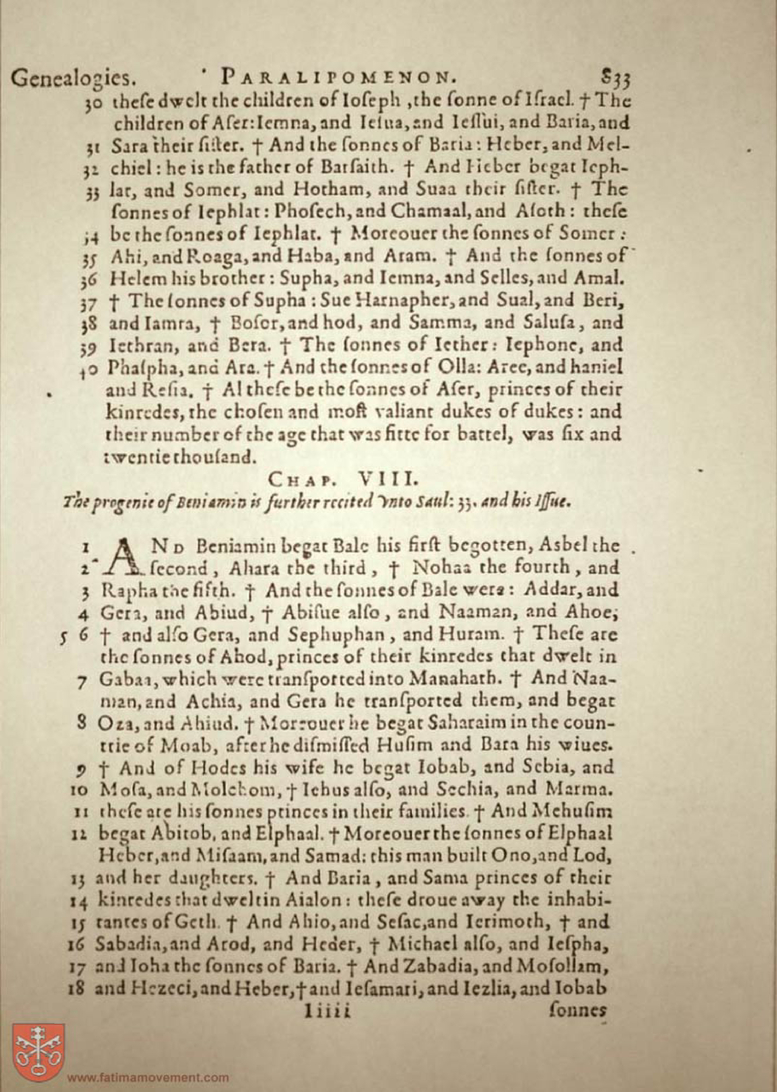 Genealogies. PARALIPOMENON. 833
30 theſe dwelt the children of Ioſeph ,the ſonne of Iſrael. † The
children of Aſer: Iemna, and Ieſua, and Ieſſui, and Baria, and
31 Sara their ſiſter. † And the ſonnes of Baria: Heber, and Mel-
32 chiel: he is the father of Barſaith. † And Heber begat Ieph-
33 lat, and Somer, and Hotham, and Suaa their ſiſter. † The
ſonnes of Iephlat: Phoſech, and Chamaal, and Aſoth: theſe
34 be the ſonnes of Iephlat. † Moreouer the ſonnes of Somer:
35 Ahi, and Roaga, and Haba, and Aram. † And the ſonnes of
36 Helem his brother: Supha, and Iemna, and Selles, and Amal.
37 † The ſonnes of Supha: Sue Harnapher, and Sual, and Beri,
38 and Iamra, † Boſor, and hod, and Samma, and Saluſa, and
39 Iethran, and Bera. † The ſonnes of Iether: Iephone, and
40 Phaſpha, and Ara. † And the ſonnes of Olla: Aree, and haniel
and Reſia. † Al theſe be the ſonnes of Aſer, princes of their
kinredes, the choſen and moſt valiant dukes of dukes: and
their number of the age that was fitte for battel, was ſix and
twentie thouſand.
CHAP. VIII.
The progenie of Beniamin is further recited vnto Saul: 33. and his Iſſue.
1 AND Beniamin begat Bale his firſt begotten, Asbel the
2 ſecond, Ahara the third, † Nohaa the fourth, and
3 Rapha the fifth. † And the ſonnes of Bale were: Addar, and
4 Gera, and Abiud, † Abiſue alſo, and Naaman, and Ahoe,
5 6 † and alſo Gera, and Sephuphan, and Huram. † Theſe are
the ſonnes of Ahod, princes of their kinredes that dwelt in
7 Gabaa, which were tranſported into Manahath. † And Naa-
man, and Achia, and Gera he tranſported them, and begat
8 Oza, and Ahiud. † Moreouer he begat Saharaim in the coun-
trie of Moab, after he diſmiſſed Huſim and Bara his wiues.
9 † And of Hodes his wife he begat Iobab, and Sebia, and
10 Moſa, and Molchom, † Iehus alſo, and Sechia, and Marma.
11 theſe are his ſonnes princes in their families. † And Mehuſim
12 begat Abitob, and Elphaal. † Moreouer the ſonnes of Elphaal
Heber, and Miſaam, and Samad: this man built Ono, and Lod,
13 and her daughters. † And Baria, and Sama princes of their
14 kinredes that dwelt in Aialon: theſe droue away the inhabi-
15 tantes of Geth. † And Ahio, and Seſac, and Ierimoth, † and
16 Sabadia, and Arod, and Heder, † Michael alſo, and Ieſpha,
17 and Ioha the ſonnes of Baria. † And Zabadia, and Moſollam,
18 and Hezeci, and Heber, † and Ieſamari, and Iezlia, and Iobab
Iiiii ſonnes
www.fatimamovement.com